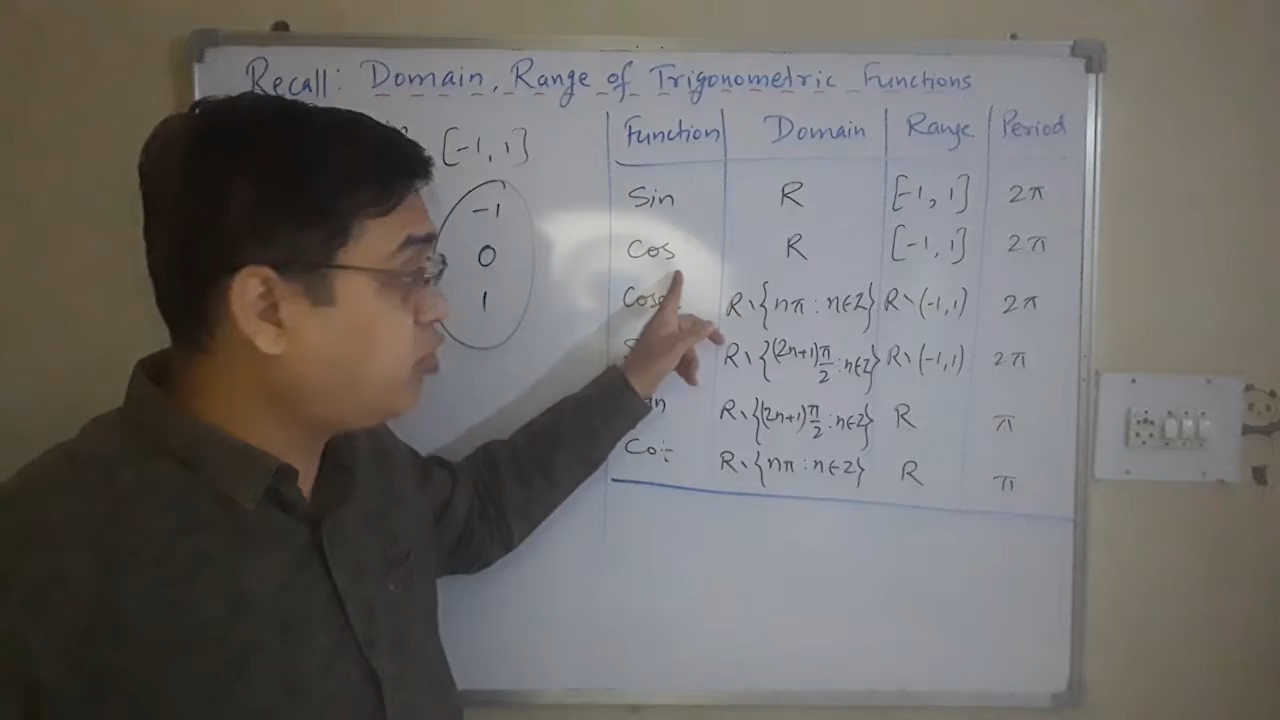 Recall: Domain, Range of Trigonometric Functions
[-1, 1]
-1
0
1
Function Domain Range Period
Sin R [-1, 1] 2π
Cos R [-1, 1] 2π
R \ {nπ : n∈Z} R \ (-1, 1) 2π
R \ {(2n+1)π/2 : n∈Z} R \ (-1, 1) 2π
R \ {(2n+1)π/2 : n∈Z} R π
Cot R \ {nπ : n∈Z} R π